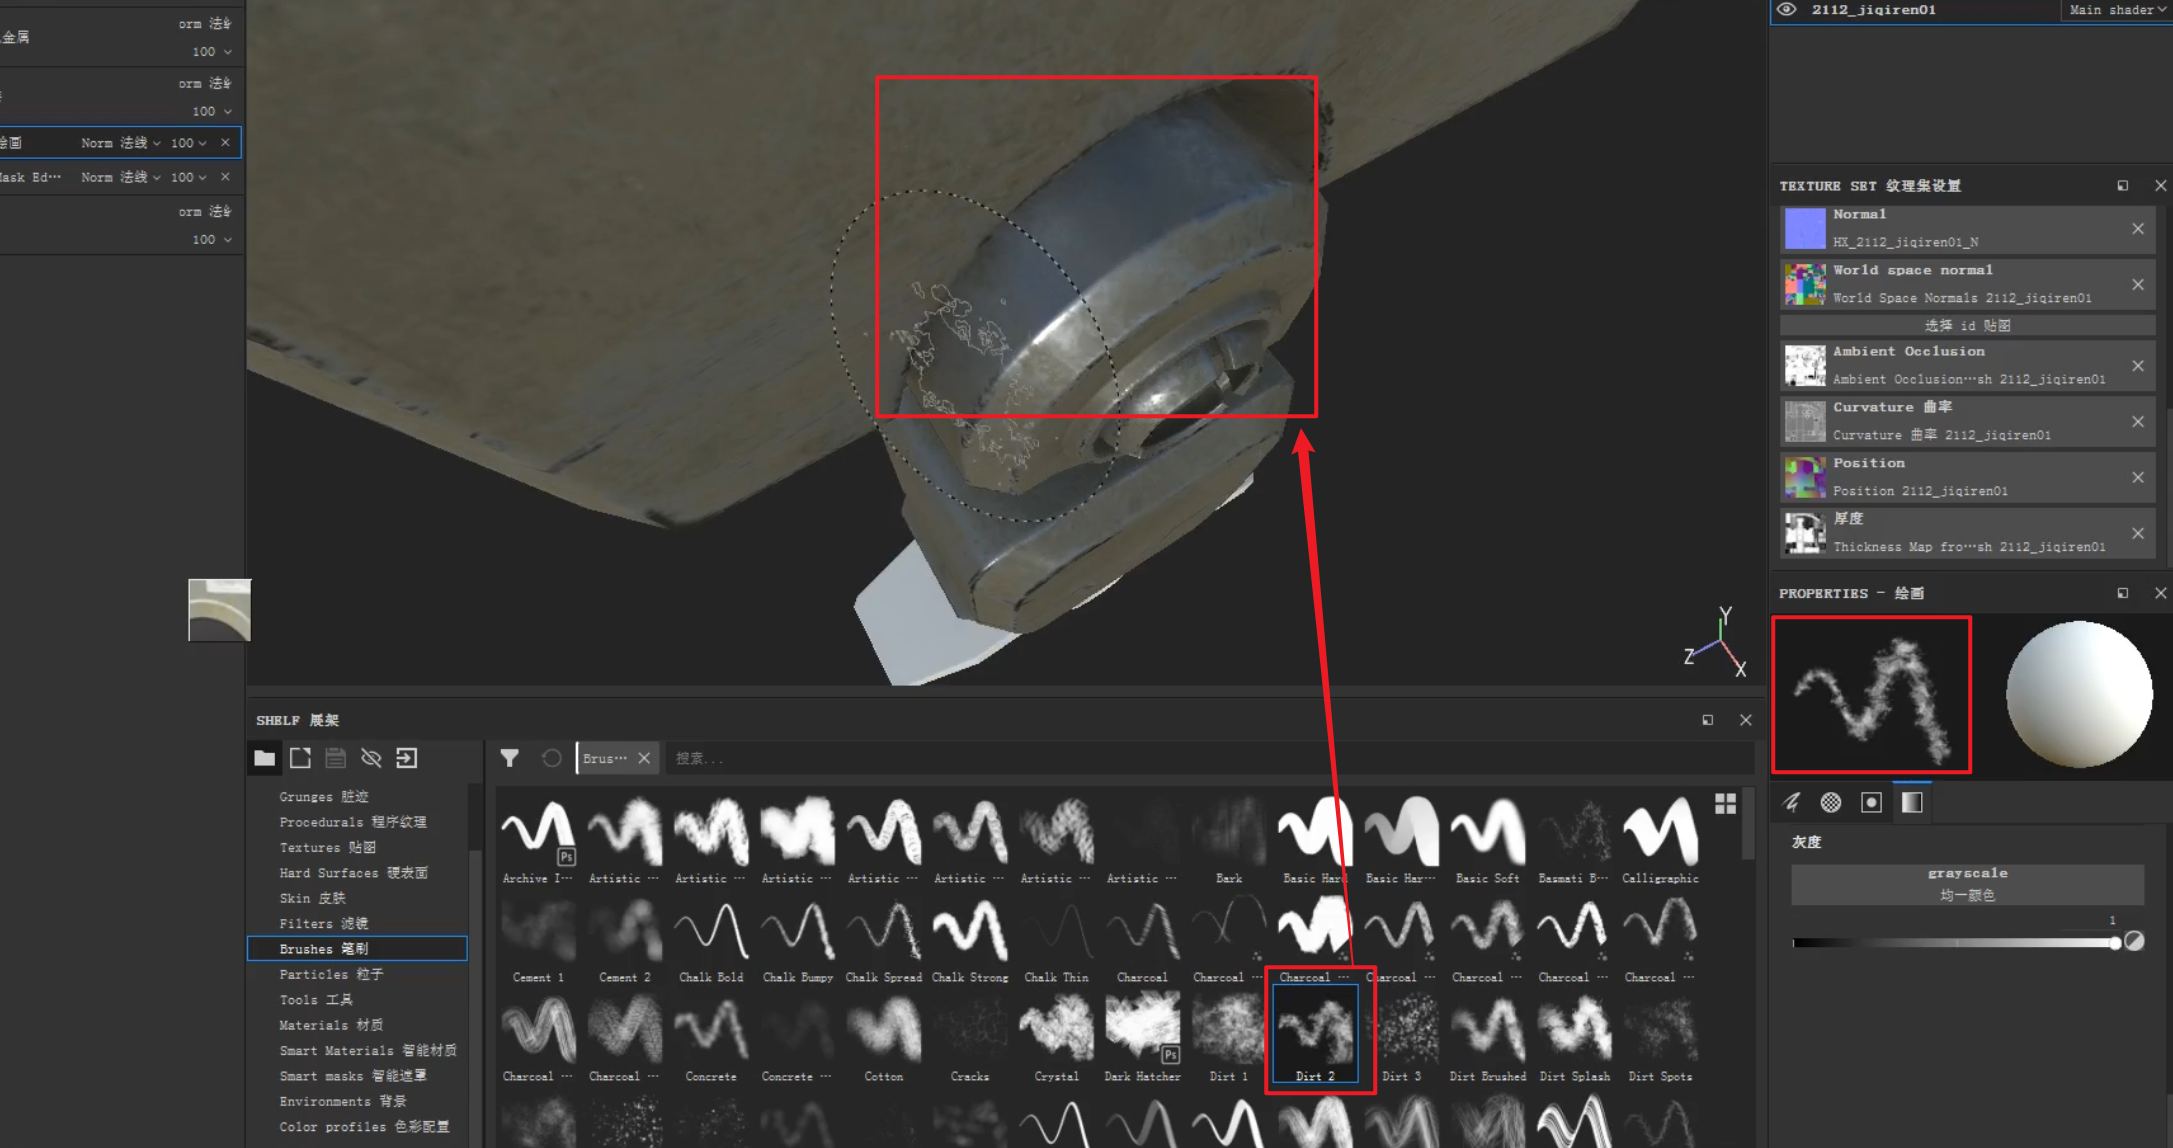 orm 法
金属
100
orm 法
100
绘画 Norm 法线 100
Mask Ed··· Norm 法线 100
orm 法
100
2112_jiqiren01 Main shader
TEXTURE SET 纹理集设置
Normal
HX_2112_jiqiren01_N
World space normal
World Space Normals 2112_jiqiren01
选择 id 贴图
Ambient Occlusion
Ambient Occlusion···sh 2112_jiqiren01
Curvature 曲率
Curvature 曲率 2112_jiqiren01
Position
Position 2112_jiqiren01
厚度
Thickness Map fro···sh 2112_jiqiren01
Y
Z
X
PROPERTIES - 绘画
灰度
grayscale
均一颜色
1
SHELF 展架
Brus···
搜索...
Grunges 脏迹
Procedurals 程序纹理
Textures 贴图
Hard Surfaces 硬表面
Skin 皮肤
Filters 滤镜
Brushes 笔刷
Particles 粒子
Tools 工具
Materials 材质
Smart Materials 智能材质
Smart masks 智能遮罩
Environments 背景
Color profiles 色彩配置
Ps
Archive I··· Artistic ··· Artistic ··· Artistic ··· Artistic ··· Artistic ··· Artistic ··· Artistic ··· Bark Basic Hard Basic Har··· Basic Soft Basmati B··· Calligraphic
Cement 1 Cement 2 Chalk Bold Chalk Bumpy Chalk Spread Chalk Strong Chalk Thin Charcoal Charcoal ··· Charcoal ··· Charcoal ··· Charcoal ··· Charcoal ··· Charcoal ···
Ps
Charcoal ··· Charcoal ··· Concrete Concrete ··· Cotton Cracks Crystal Dark Hatcher Dirt 1 Dirt 2 Dirt 3 Dirt Brushed Dirt Splash Dirt Spots